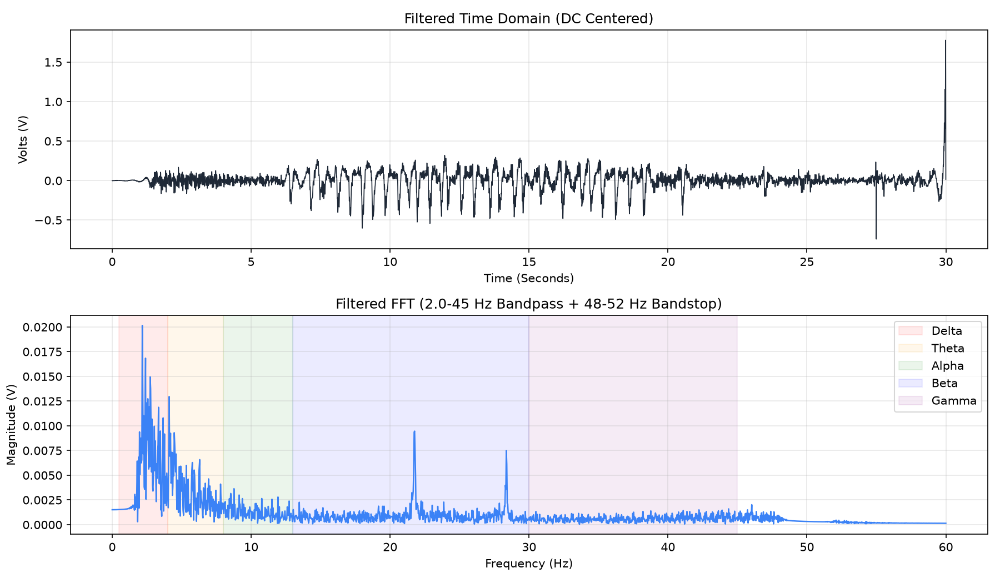 Filtered Time Domain (DC Centered)
1.5
1.0
0.5
0.0
−0.5
Volts (V)
0 5 10 15 20 25 30
Time (Seconds)
Filtered FFT (2.0-45 Hz Bandpass + 48-52 Hz Bandstop)
0.0200
0.0175
0.0150
0.0125
0.0100
0.0075
0.0050
0.0025
0.0000
Magnitude (V)
Delta
Theta
Alpha
Beta
Gamma
0 10 20 30 40 50 60
Frequency (Hz)